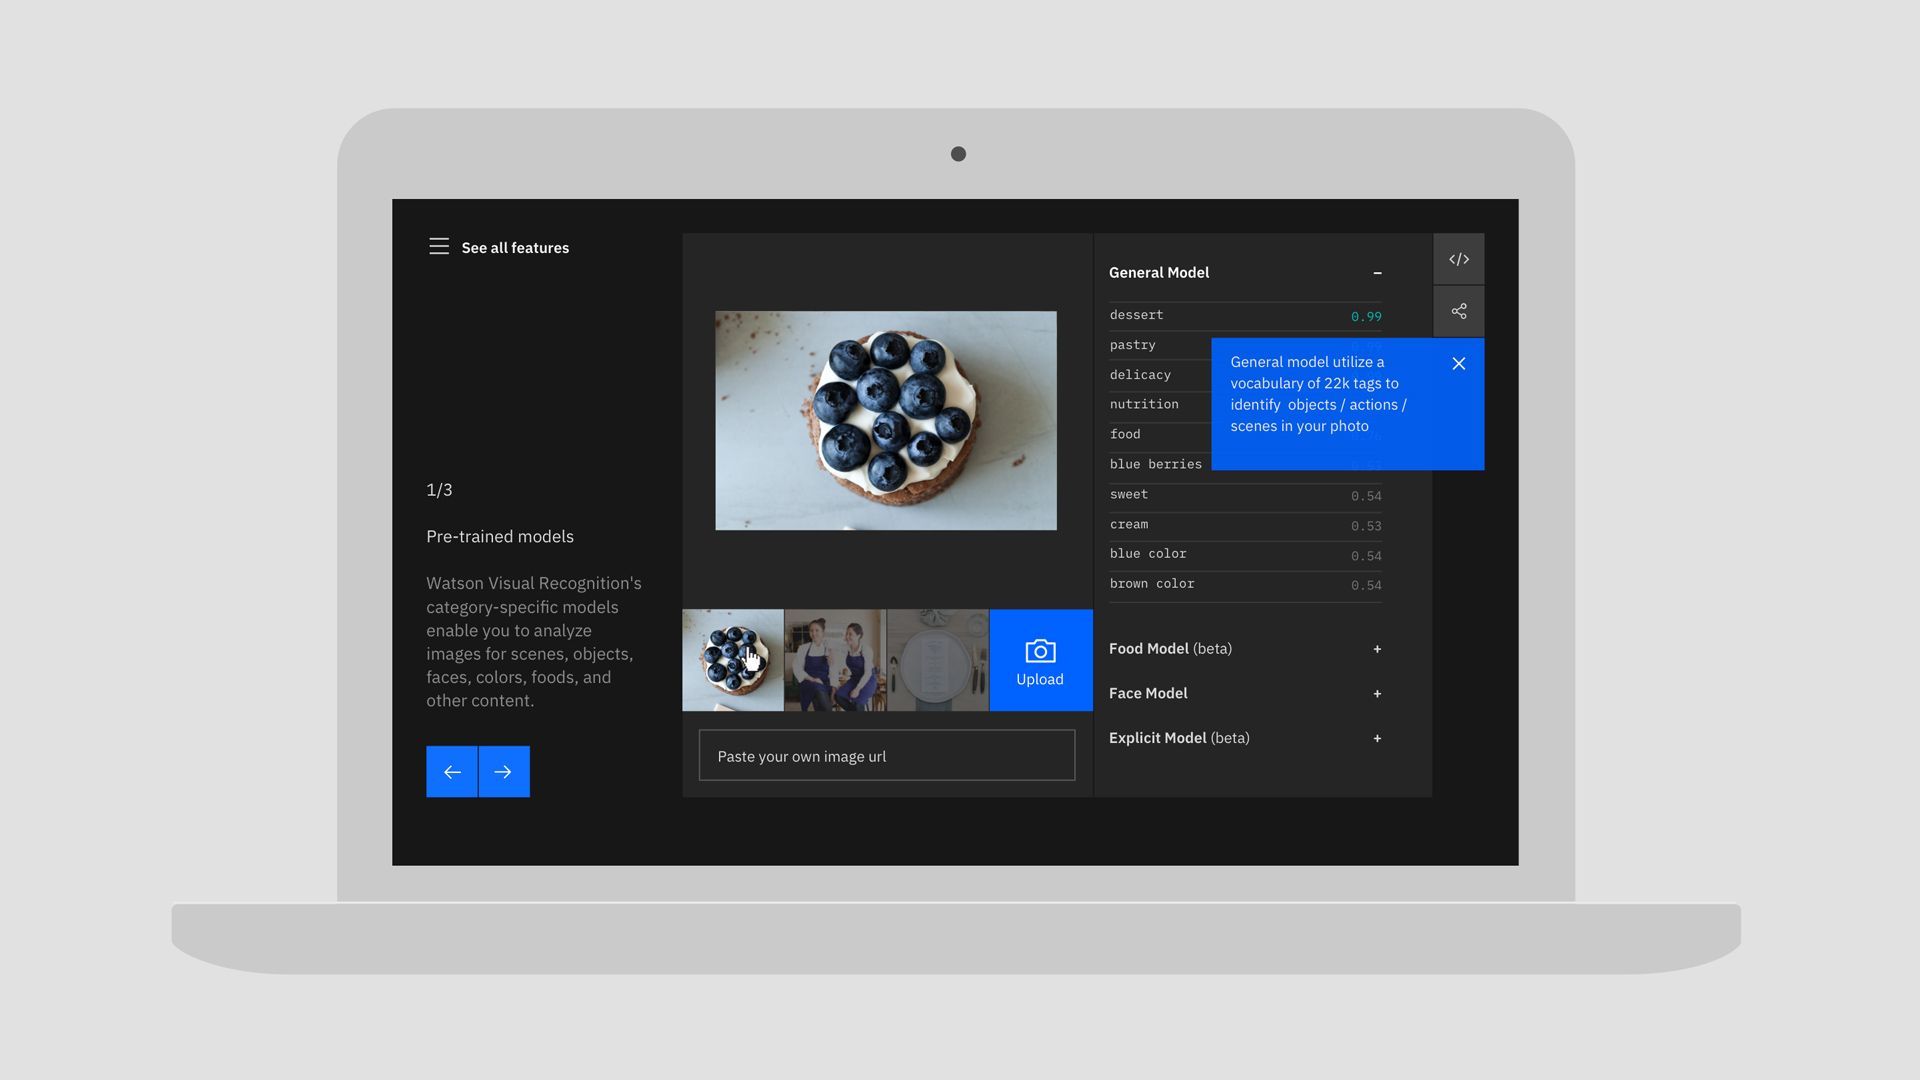 See all features
1/3
Pre-trained models
Watson Visual Recognition's
category-specific models
enable you to analyze
images for scenes, objects,
faces, colors, foods, and
other content.
Upload
Paste your own image url
General Model
dessert 0.99
pastry
delicacy
nutrition
food
blue berries
sweet 0.54
cream 0.53
blue color 0.54
brown color 0.54
General model utilize a
vocabulary of 22k tags to
identify objects / actions /
scenes in your photo
Food Model (beta)
Face Model
Explicit Model (beta)